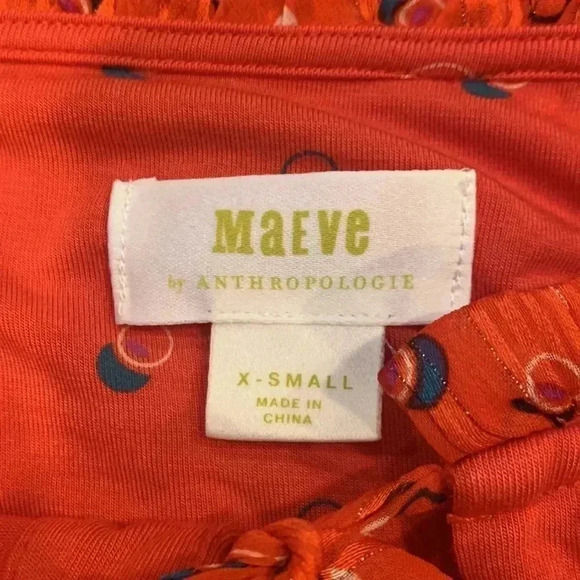 MaEVe
by ANTHROPOLOGIE
X-SMALL
MADE IN
CHINA